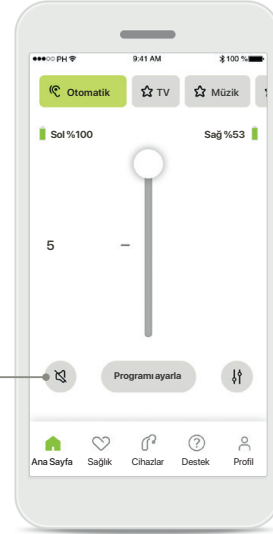 PH 9:41 AM 100 %
Otomatik TV Müzik
Sol %100 Sağ %53
5
Programı ayarla
Ana Sayfa Sağlık Cihazlar Destek Profil